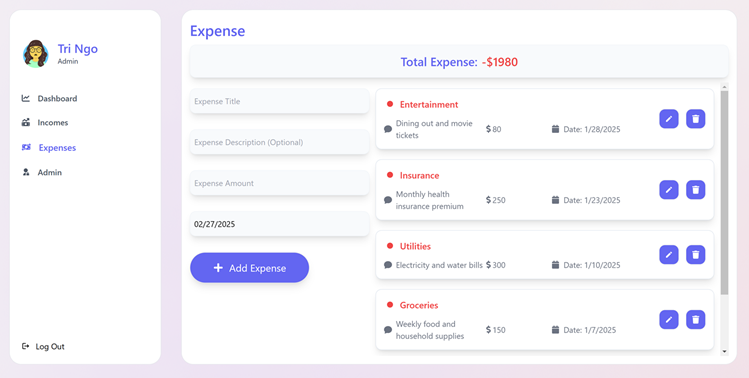 Tri Ngo
Admin
Dashboard
Incomes
Expenses
Admin
Log Out
Expense
Total Expense: -$1980
Expense Title
Expense Description (Optional)
Expense Amount
02/27/2025
Add Expense
Entertainment
Dining out and movie
tickets
$ 80
Date: 1/28/2025
Insurance
Monthly health
insurance premium
$ 250
Date: 1/23/2025
Utilities
Electricity and water bills
$ 300
Date: 1/10/2025
Groceries
Weekly food and
household supplies
$ 150
Date: 1/7/2025